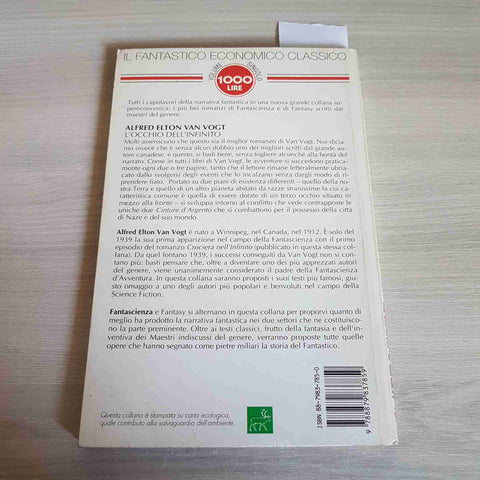 IL FANTASTICO ECONOMICO CLASSICO
VOLUME SINGOLO
1000
LIRE
Tutti i capolavori della narrativa fantastica in una nuova grande collana su-
pereconomica: i più bei romanzi di Fantascienza e di Fantasy scritti dai
maestri del genere.
ALFRED ELTON VAN VOGT
L'OCCHIO DELL'INFINITO
Molti asseriscono che questo sia il miglior romanzo di Van Vogt. Noi dicia-
mo invece che è senza alcun dubbio uno dei migliori scritti dal grande auto-
re canadese, e questo, si badi bene, senza togliere alcunché alla bontà del
narrato. Come in tutti i libri di Van Vogt, le avventure si succedono pratica-
mente ogni due o tre pagine, tanto che il lettore rimane letteralmente ubria-
cato dallo svolgersi degli eventi che lo incalzano senza dargli modo di ri-
prendere fiato. Portato su due piani di esistenza differenti – quello della no-
stra Terra e quello di un altro pianeta abitato da razze stranissime la cui ca-
ratteristica comune è quella di essere dotate di un terzo occhio situato in
mezzo alla fronte – si sviluppa intorno al conflitto che vede contrapporte le
uniche due Cinture d'Argento che si combattono per il possesso della città
di Naze e del suo mondo.
Alfred Elton Van Vogt è nato a Winnipeg, nel Canada, nel 1912. È solo del
1939 la sua prima apparizione nel campo della Fantascienza con il primo
episodio del romanzo Crociera nell'Infinito (pubblicato in questa stessa col-
lana). Da quel lontano 1939, i successi conseguiti da Van Vogt non si con-
tano più: basti pensare che, oltre a diventare uno dei più apprezzati autori
del genere, viene unanimemente considerato il padre della Fantascienza
d'Avventura. In questa collana saranno proposti i suoi testi più famosi, giu-
sto omaggio a uno degli autori più popolari e benvoluti nel campo della
Science Fiction.
Fantascienza e Fantasy si alternano in questa collana per proporvi quanto di
meglio ha prodotto la narrativa fantastica nei due settori che ne costituisco-
no la parte preminente. Oltre ai testi classici, frutto della fantasia e dell'in-
ventiva dei Maestri indiscussi del genere, verranno proposte tutte quelle
opere che hanno segnato come pietre miliari la storia del Fantastico.
Questa collana è stampata su carta ecologica,
quale contributo alla salvaguardia dell'ambiente.
ISBN 88-7983-785-0
9 788879 837859